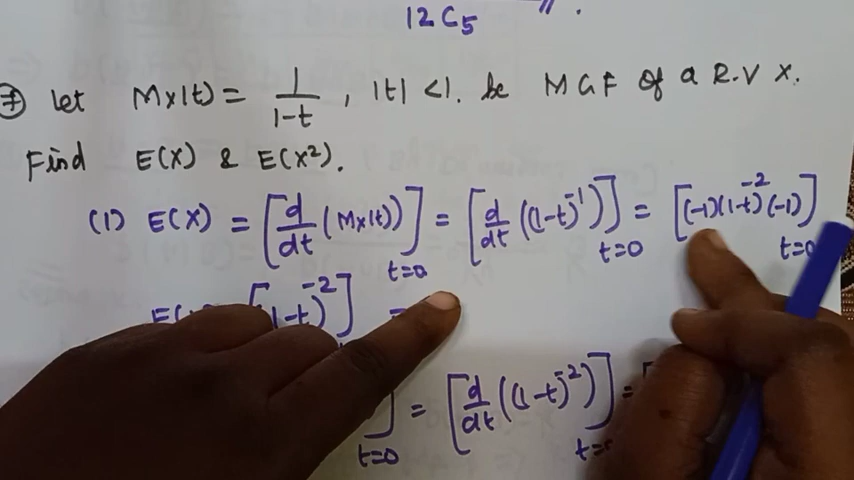 12C5 //.
7 Let Mx(t) = 1/(1-t), |t| <1. be MGF of a R.V X.
Find E(X) & E(X²).
(1) E(X) = [d/dt (Mx(t))]t=0 = [d/dt ((1-t)⁻¹)]t=0 = [(-1)(1-t)⁻²(-1)]t=0
[(1-t)⁻²] =
]t=0 = [d/dt ((1-t)⁻²)] = [